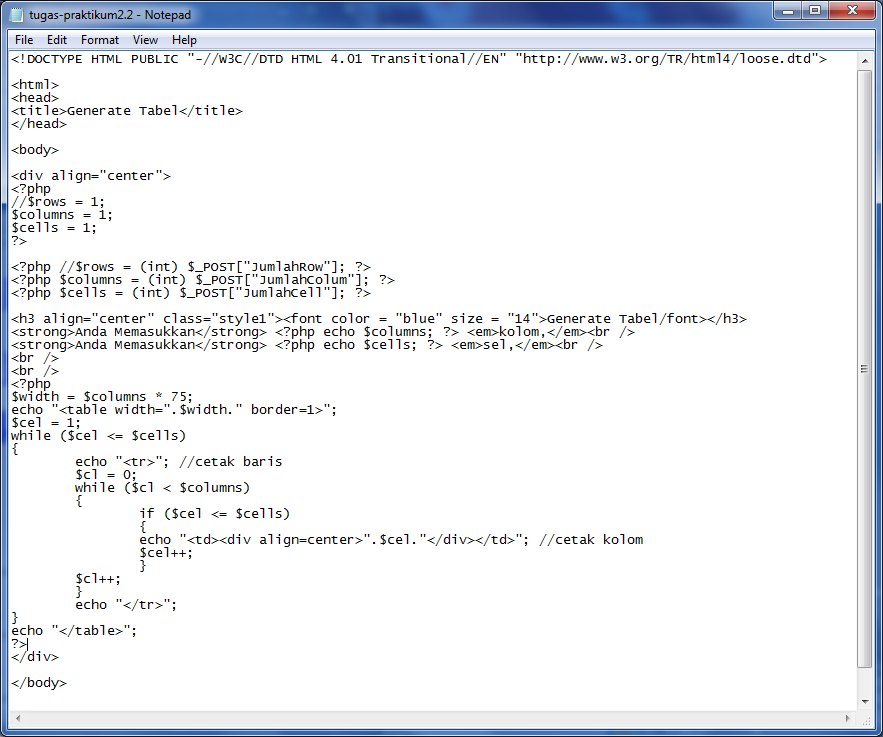 tugas-praktikum2.2 - Notepad
File Edit Format View Help
<!DOCTYPE HTML PUBLIC "-//W3C//DTD HTML 4.01 Transitional//EN" "http://www.w3.org/TR/html4/loose.dtd">

<html>
<head>
<title>Generate Tabel</title>
</head>

<body>

<div align="center">
<?php
//$rows = 1;
$columns = 1;
$cells = 1;
?>

<?php //$rows = (int) $_POST["JumlahRow"]; ?>
<?php $columns = (int) $_POST["JumlahColum"]; ?>
<?php $cells = (int) $_POST["JumlahCell"]; ?>

<h3 align="center" class="style1"><font color = "blue" size = "14">Generate Tabel/font></h3>
<strong>Anda Memasukkan</strong> <?php echo $columns; ?> <em>kolom,</em><br />
<strong>Anda Memasukkan</strong> <?php echo $cells; ?> <em>sel,</em><br />
<br />
<br />
<?php
$width = $columns * 75;
echo "<table width=".$width." border=1>";
$cel = 1;
while ($cel <= $cells)
{
        echo "<tr>"; //cetak baris
        $cl = 0;
        while ($cl < $columns)
        {
                if ($cel <= $cells)
                {
                echo "<td><div align=center>".$cel."</div></td>"; //cetak kolom
                $cel++;
                }
        $cl++;
        }
        echo "</tr>";
}
echo "</table>";
?>
</div>

</body>